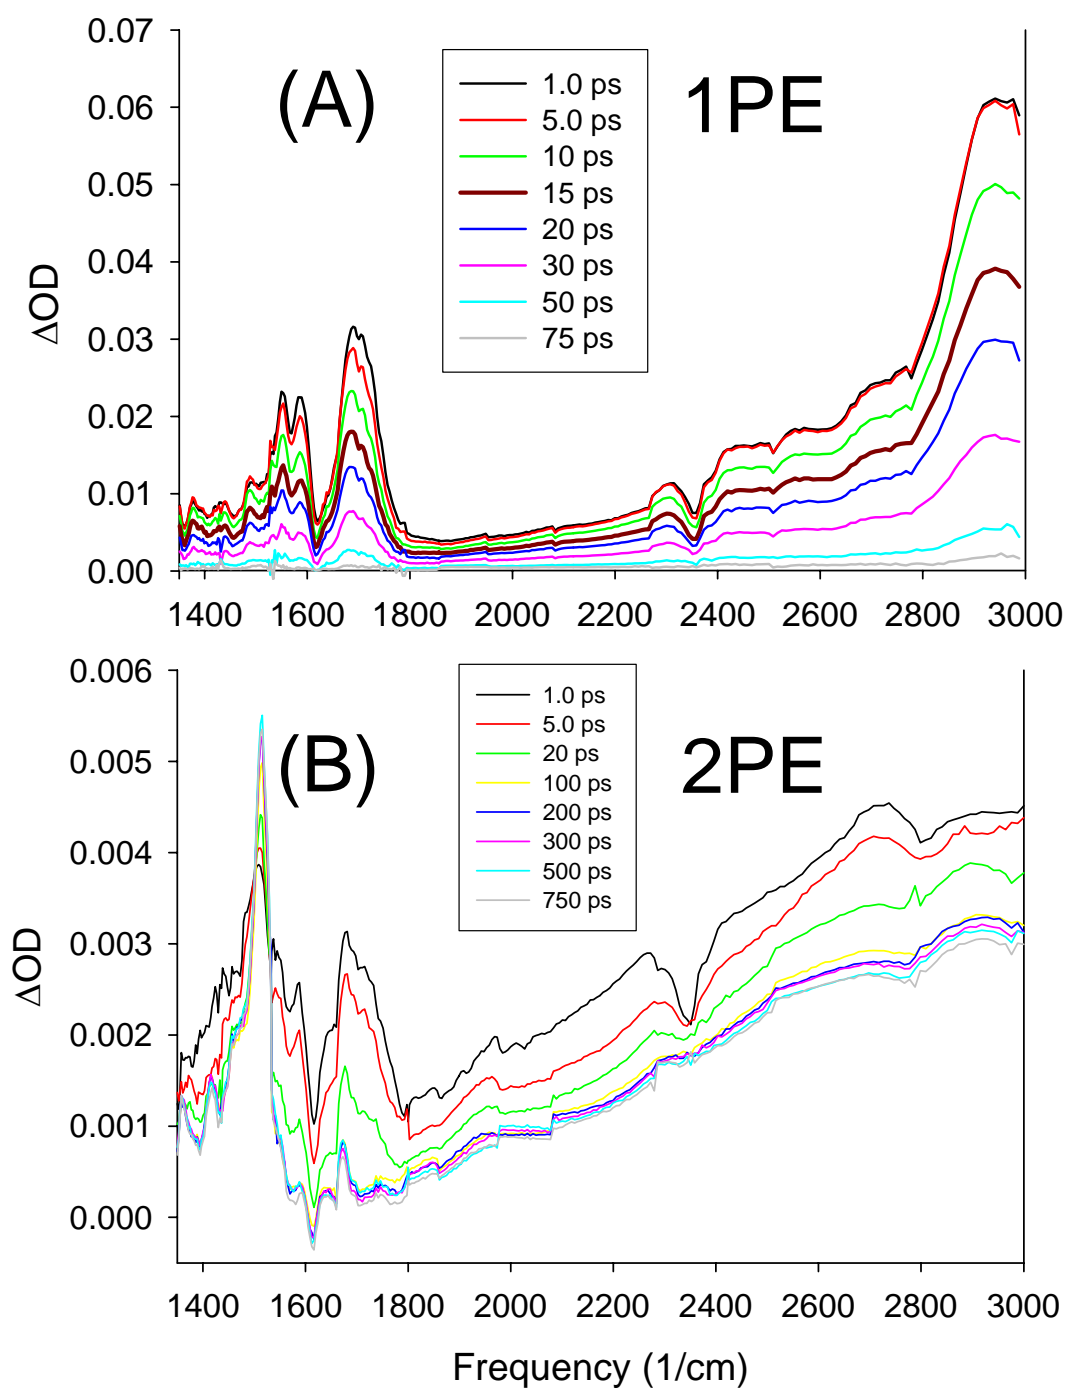 0.07
0.06
0.05
0.04
0.03
0.02
0.01
0.00
ΔOD
(A)
1PE
1.0 ps
5.0 ps
10 ps
15 ps
20 ps
30 ps
50 ps
75 ps
1400 1600 1800 2000 2200 2400 2600 2800 3000
0.006
0.005
0.004
0.003
0.002
0.001
0.000
ΔOD
(B)
2PE
1.0 ps
5.0 ps
20 ps
100 ps
200 ps
300 ps
500 ps
750 ps
1400 1600 1800 2000 2200 2400 2600 2800 3000
Frequency (1/cm)